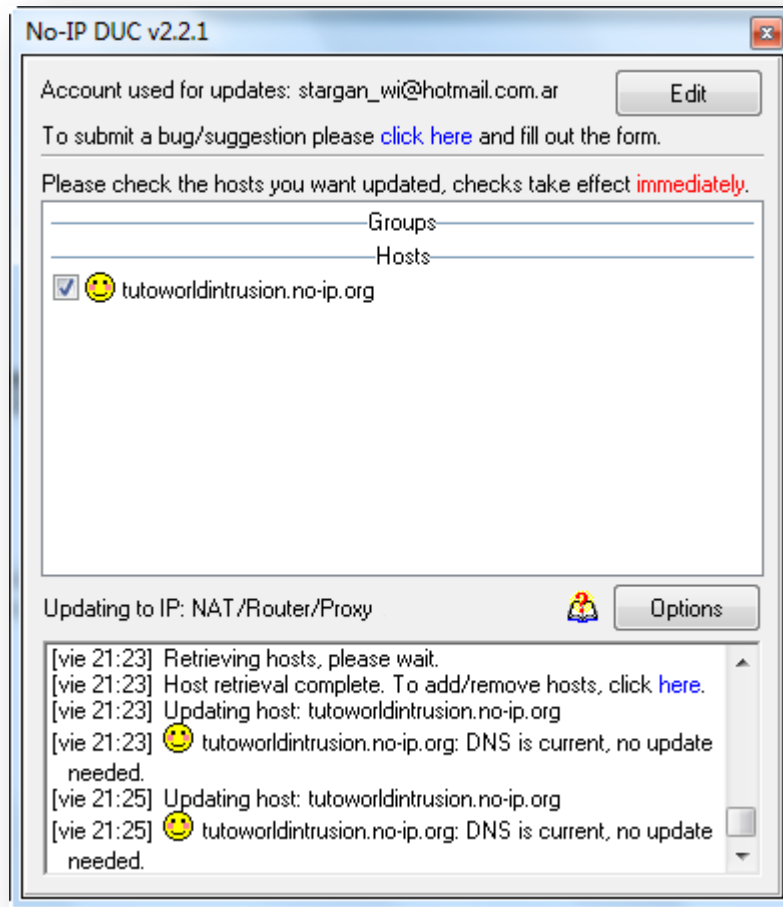 No-IP DUC v2.2.1
Account used for updates: stargan_wi@hotmail.com.ar
Edit
To submit a bug/suggestion please click here and fill out the form.
Please check the hosts you want updated, checks take effect immediately.
Groups
Hosts
tutoworldintrusion.no-ip.org
Updating to IP: NAT/Router/Proxy
Options
[vie 21:23] Retrieving hosts, please wait.
[vie 21:23] Host retrieval complete. To add/remove hosts, click here.
[vie 21:23] Updating host: tutoworldintrusion.no-ip.org
[vie 21:23] tutoworldintrusion.no-ip.org: DNS is current, no update
needed.
[vie 21:25] Updating host: tutoworldintrusion.no-ip.org
[vie 21:25] tutoworldintrusion.no-ip.org: DNS is current, no update
needed.